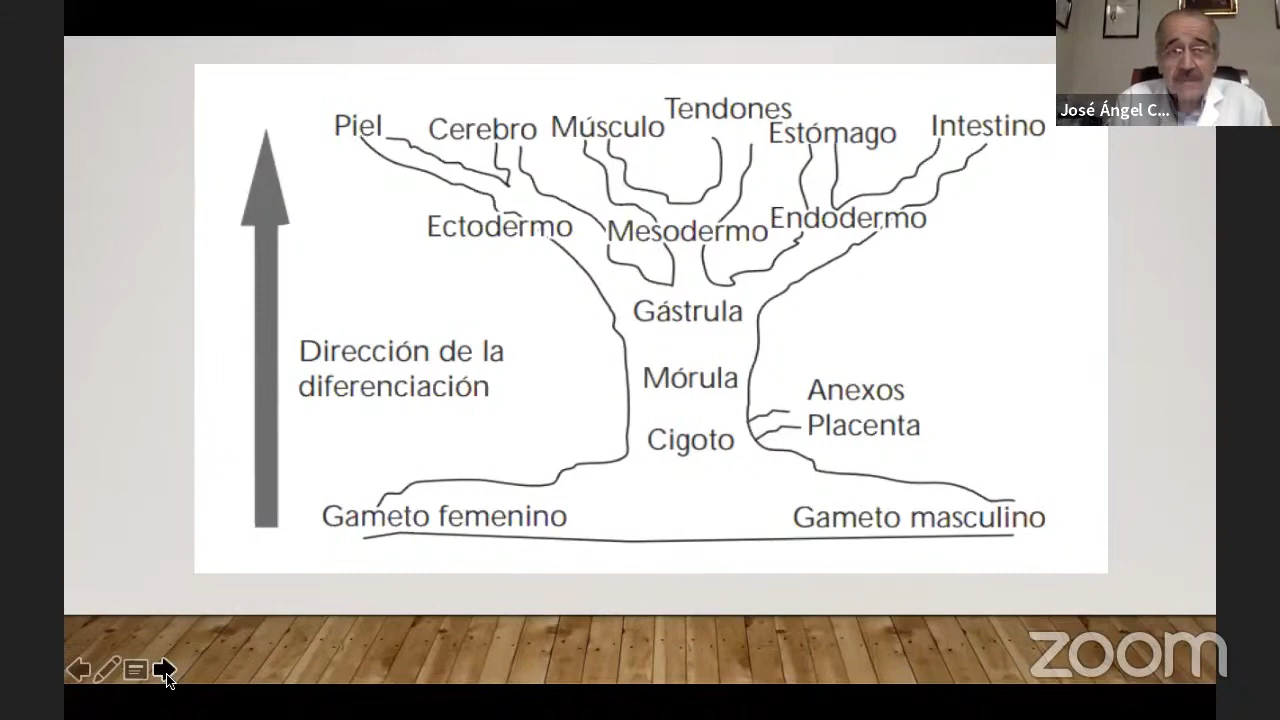 José Ángel C...
Tendones
Piel Cerebro Músculo Estómago Intestino
Ectodermo Mesodermo Endodermo
Gástrula
Dirección de la
diferenciación
Mórula
Anexos
Placenta
Cigoto
Gameto femenino Gameto masculino
zoom